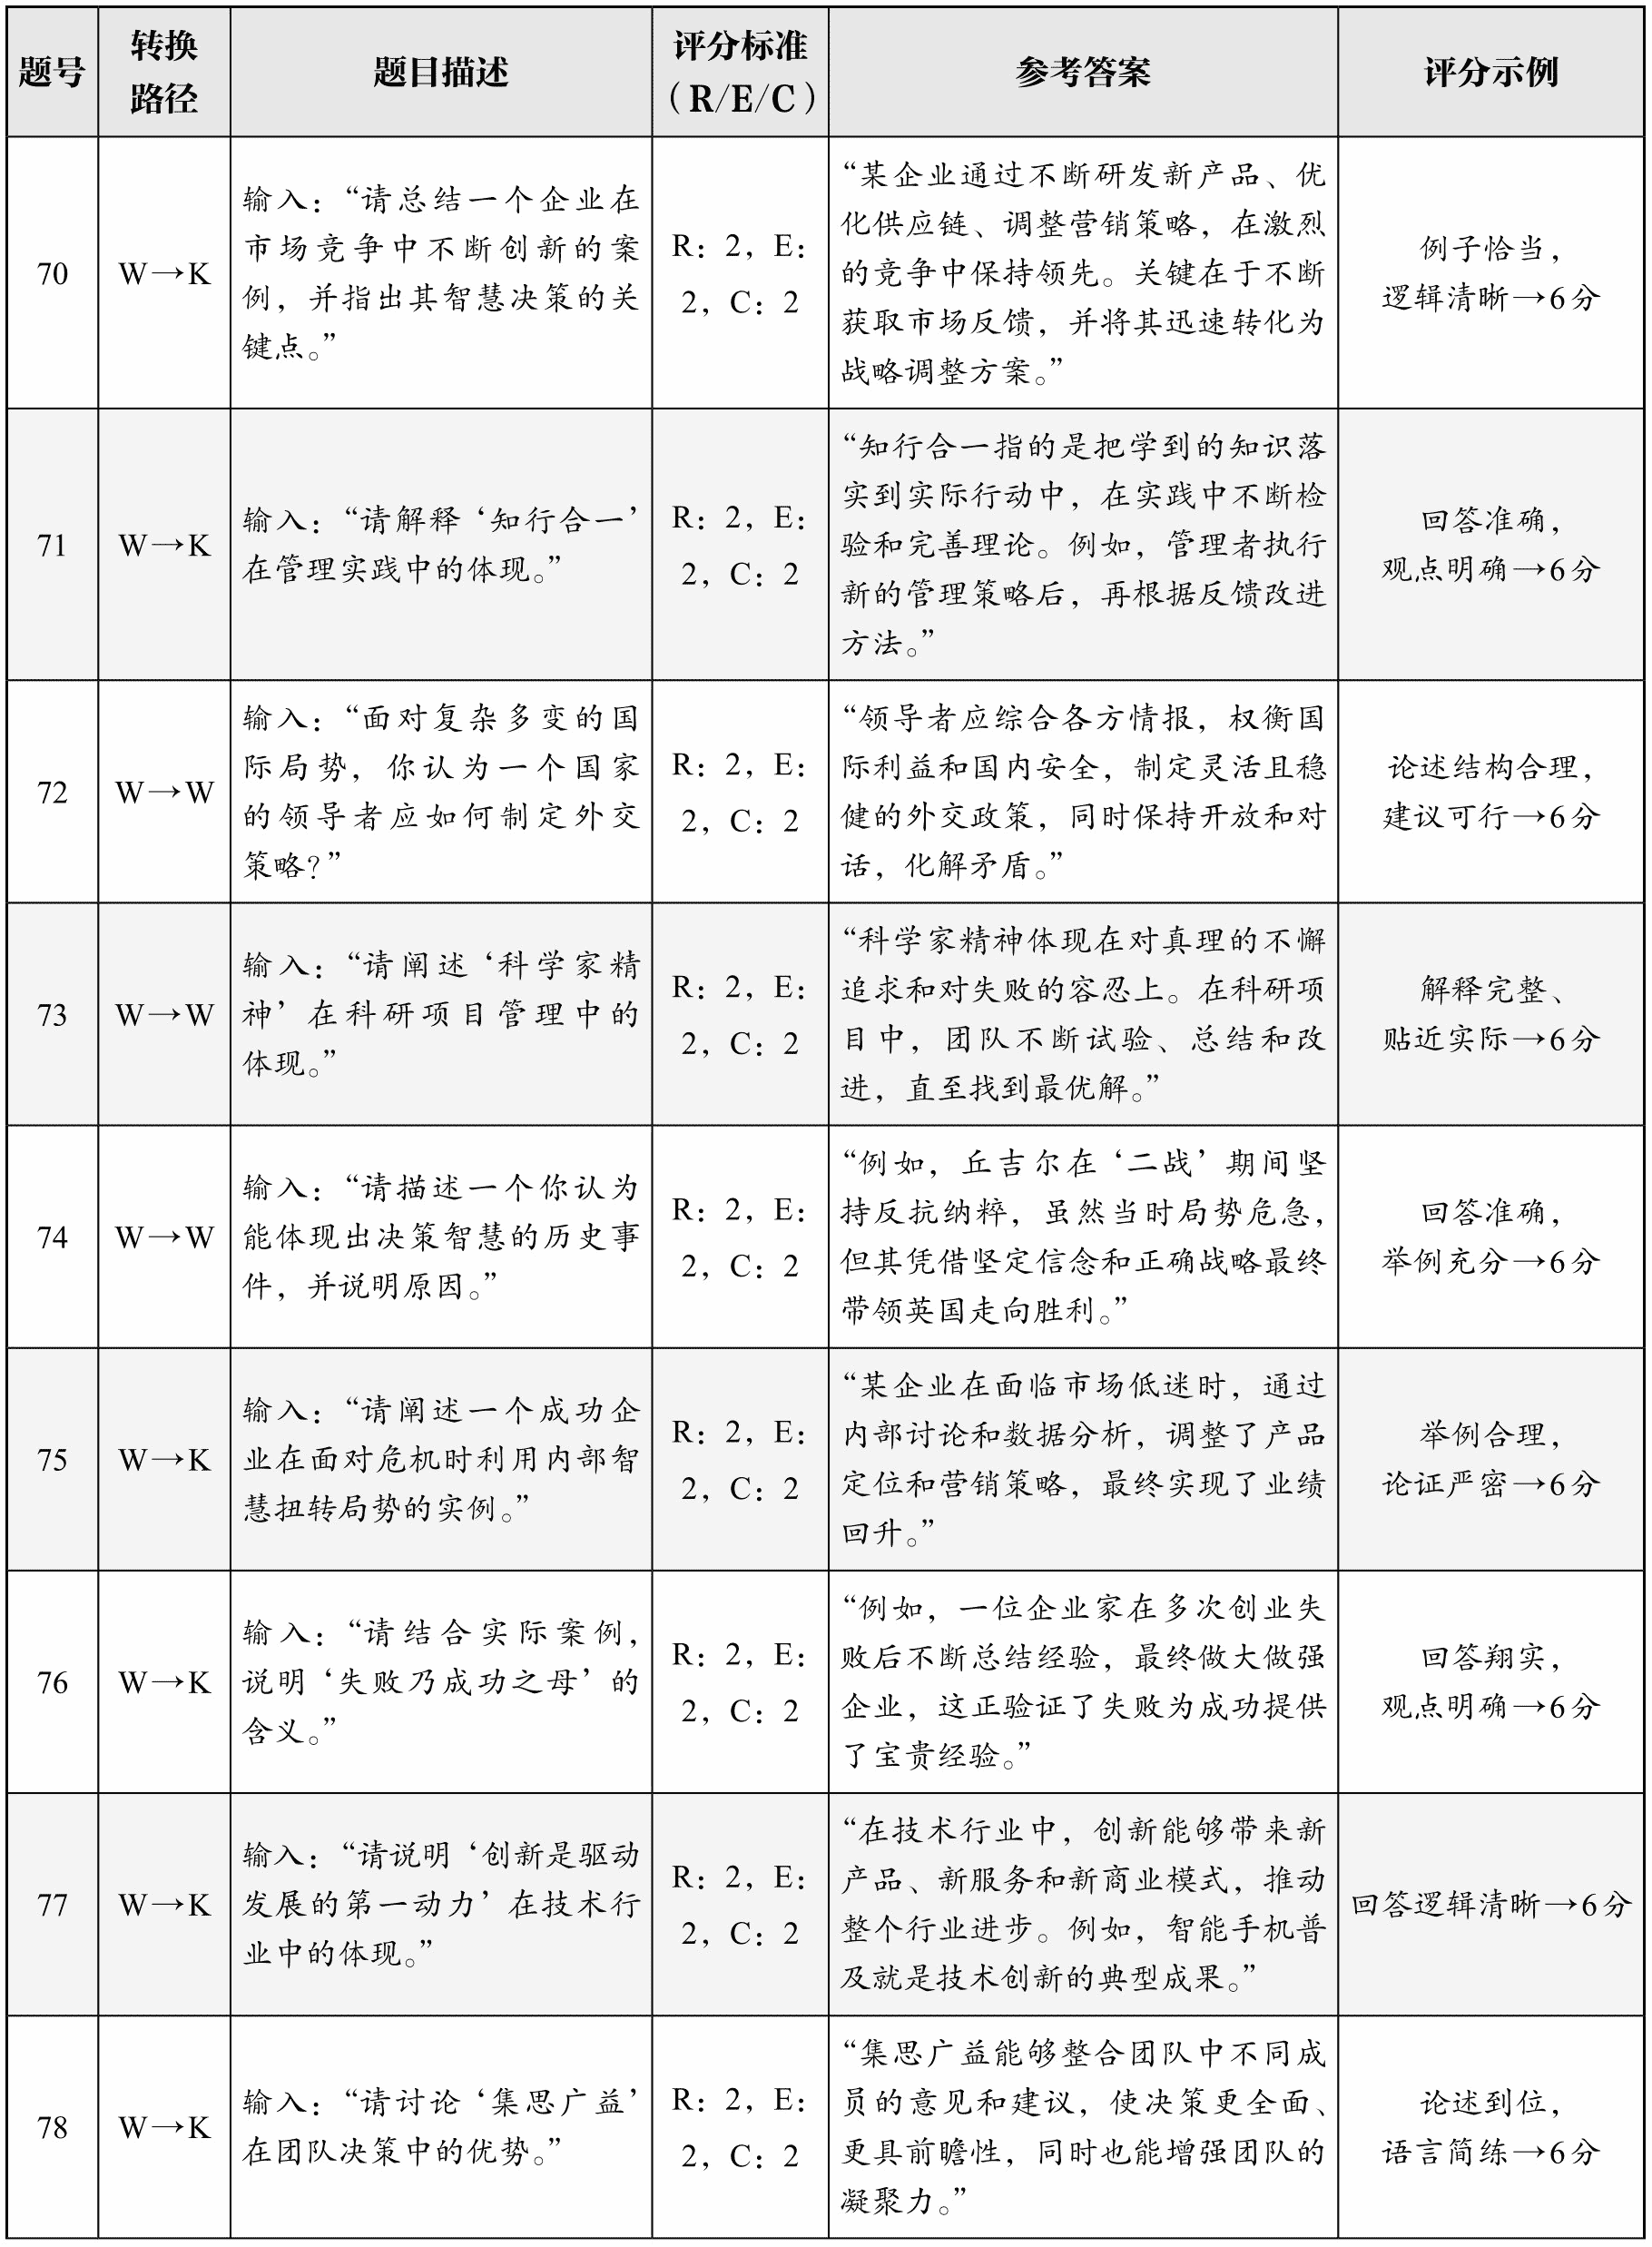 题号
转换
路径
题目描述
评分标准
（R/E/C）
参考答案
评分示例
70
W→K
输入：“请总结一个企业在
市场竞争中不断创新的案
例，并指出其智慧决策的关
键点。”
R：2，E：
2，C：2
“某企业通过不断研发新产品、优
化供应链、调整营销策略，在激烈
的竞争中保持领先。关键在于不断
获取市场反馈，并将其迅速转化为
战略调整方案。”
例子恰当，
逻辑清晰→6分
71
W→K
输入：“请解释‘知行合一’
在管理实践中的体现。”
R：2，E：
2，C：2
“知行合一指的是把学到的知识落
实到实际行动中，在实践中不断检
验和完善理论。例如，管理者执行
新的管理策略后，再根据反馈改进
方法。”
回答准确，
观点明确→6分
72
W→W
输入：“面对复杂多变的国
际局势，你认为一个国家
的领导者应如何制定外交
策略？”
R：2，E：
2，C：2
“领导者应综合各方情报，权衡国
际利益和国内安全，制定灵活且稳
健的外交政策，同时保持开放和对
话，化解矛盾。”
论述结构合理，
建议可行→6分
73
W→W
输入：“请阐述‘科学家精
神’在科研项目管理中的
体现。”
R：2，E：
2，C：2
“科学家精神体现在对真理的不懈
追求和对失败的容忍上。在科研项
目中，团队不断试验、总结和改
进，直至找到最优解。”
解释完整、
贴近实际→6分
74
W→W
输入：“请描述一个你认为
能体现出决策智慧的历史事
件，并说明原因。”
R：2，E：
2，C：2
“例如，丘吉尔在‘二战’期间坚
持反抗纳粹，虽然当时局势危急，
但其凭借坚定信念和正确战略最终
带领英国走向胜利。”
回答准确，
举例充分→6分
75
W→K
输入：“请阐述一个成功企
业在面对危机时利用内部智
慧扭转局势的实例。”
R：2，E：
2，C：2
“某企业在面临市场低迷时，通过
内部讨论和数据分析，调整了产品
定位和营销策略，最终实现了业绩
回升。”
举例合理，
论证严密→6分
76
W→K
输入：“请结合实际案例，
说明‘失败乃成功之母’的
含义。”
R：2，E：
2，C：2
“例如，一位企业家在多次创业失
败后不断总结经验，最终做大做强
企业，这正验证了失败为成功提供
了宝贵经验。”
回答翔实，
观点明确→6分
77
W→K
输入：“请说明‘创新是驱动
发展的第一动力’在技术行
业中的体现。”
R：2，E：
2，C：2
“在技术行业中，创新能够带来新
产品、新服务和新商业模式，推动
整个行业进步。例如，智能手机普
及就是技术创新的典型成果。”
回答逻辑清晰→6分
78
W→K
输入：“请讨论‘集思广益’
在团队决策中的优势。”
R：2，E：
2，C：2
“集思广益能够整合团队中不同成
员的意见和建议，使决策更全面、
更具前瞻性，同时也能增强团队的
凝聚力。”
论述到位，
语言简练→6分